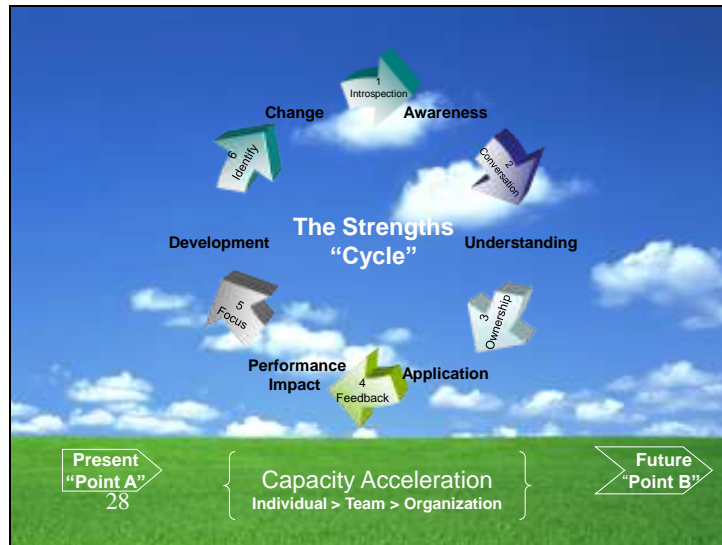 1
Introspection
Change
Awareness
6
Identify
2
Conversation
The Strengths
“Cycle”
Development
Understanding
5
Focus
3
Ownership
Performance
Impact
4
Feedback
Application
Present
“Point A”
28
Capacity Acceleration
Individual > Team > Organization
Future
“Point B”